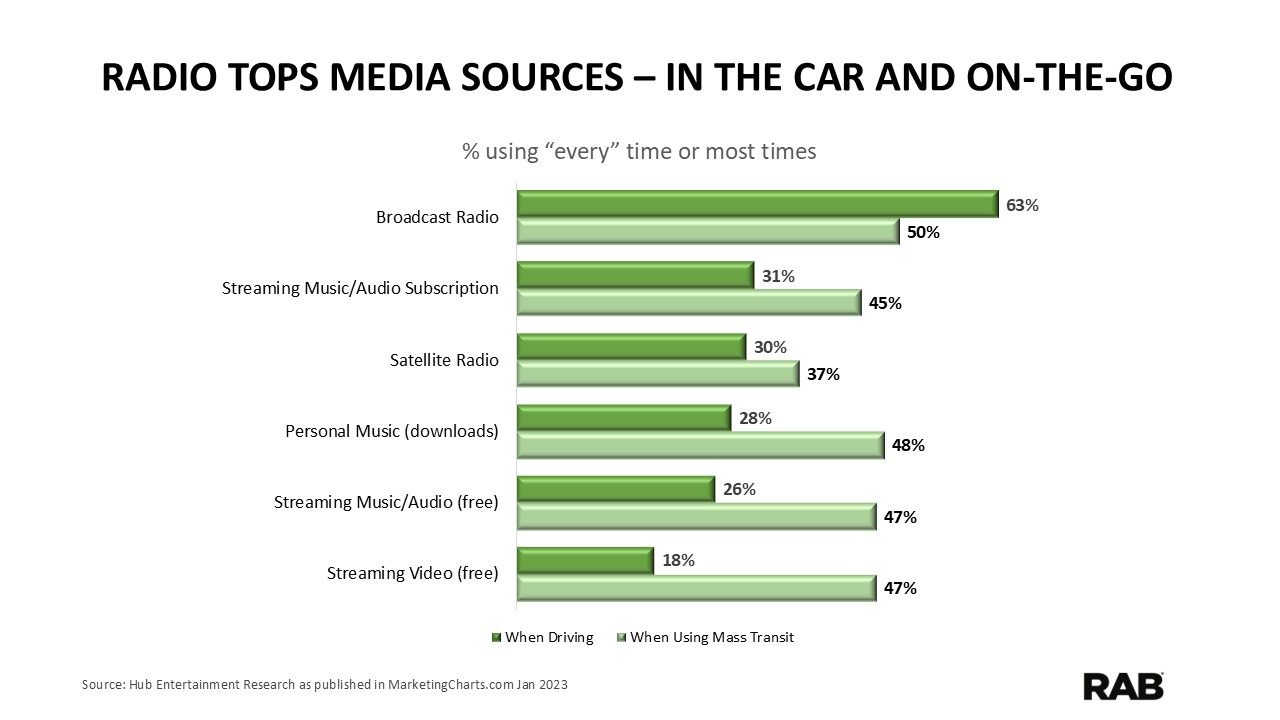 RADIO TOPS MEDIA SOURCES – IN THE CAR AND ON-THE-GO
% using “every” time or most times
Broadcast Radio
63%
50%
Streaming Music/Audio Subscription
31%
45%
Satellite Radio
30%
37%
Personal Music (downloads)
28%
48%
Streaming Music/Audio (free)
26%
47%
Streaming Video (free)
18%
47%
When Driving
When Using Mass Transit
Source: Hub Entertainment Research as published in MarketingCharts.com Jan 2023
RAB